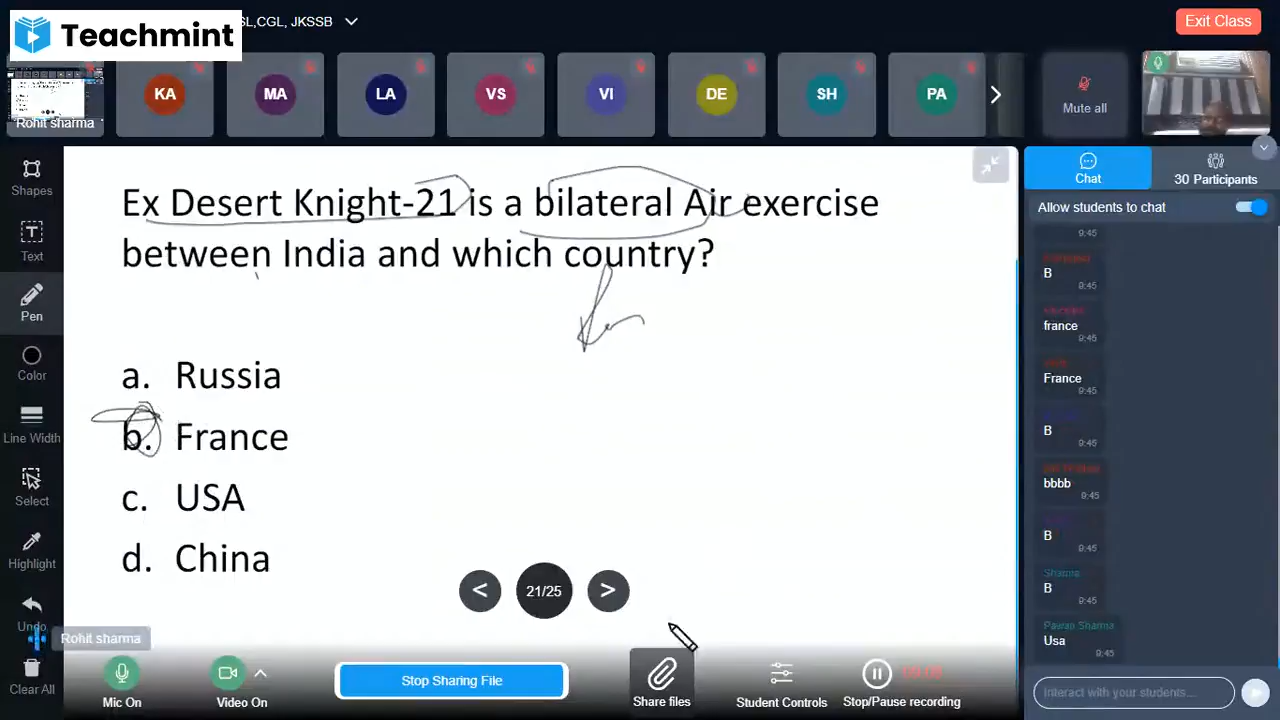 SL,CGL, JKSSB
Exit Class
Teachmint
Rohit sharma
KA
MA
LA
VS
VI
DE
SH
PA
Mute all
Shapes
Text
Pen
Color
Line Width
Select
Highlight
Undo
Clear All
Ex Desert Knight-21 is a bilateral Air exercise
between India and which country?
a. Russia
b. France
c. USA
d. China
<
21/25
>
Chat
30 Participants
Allow students to chat
9:45
B
9:45
france
9:45
France
9:45
B
9:45
bbbb
9:45
B
9:45
Sharma
B
9:45
Pawan Sharma
Usa
9:45
Interact with your students...
Rohit sharma
Mic On
Video On
Stop Sharing File
Share files
Student Controls
Stop/Pause recording